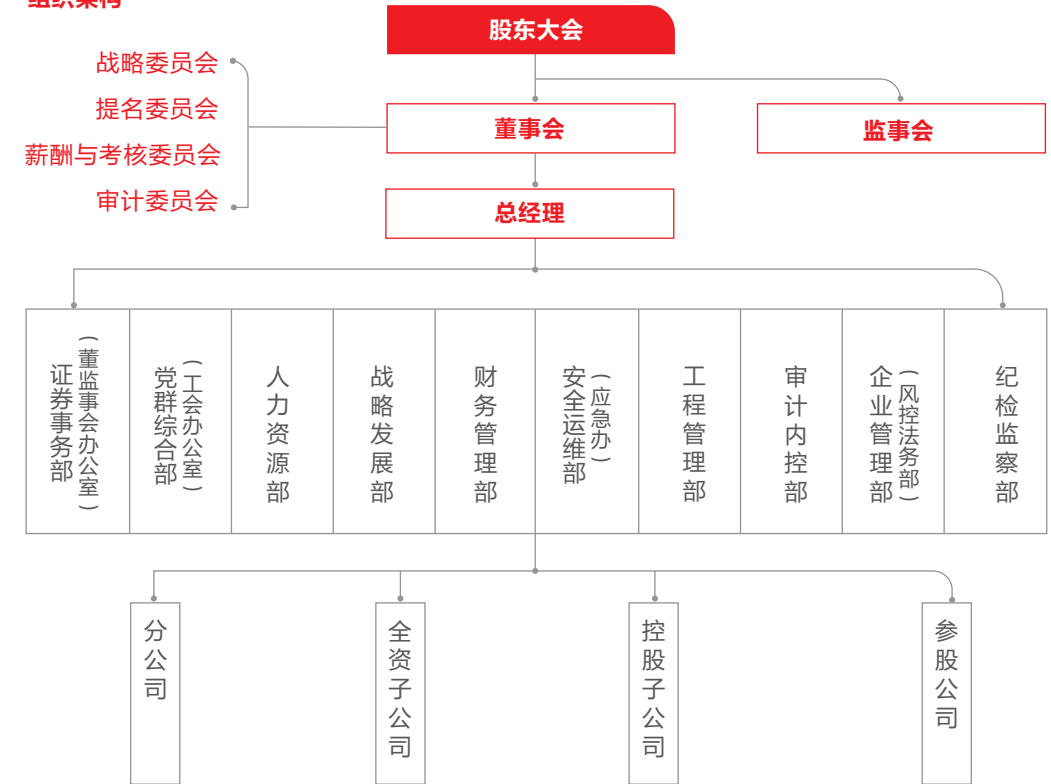 组织架构
股东大会
战略委员会
提名委员会
薪酬与考核委员会
审计委员会
董事会
监事会
总经理
证券事务部
（董监事会办公室）
党群综合部
（工会办公室）
人力资源部
战略发展部
财务管理部
安全运维部
（应急办）
工程管理部
审计内控部
企业管理部
（风控法务部）
纪检监察部
分公司
全资子公司
控股子公司
参股公司